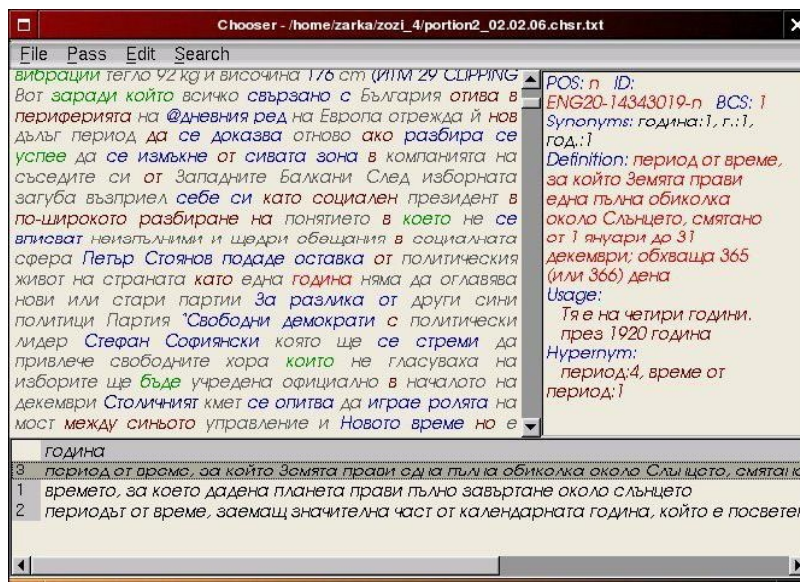 Chooser - /home/zarka/zozi_4/portion2_02.02.06.chsr.txt
File Pass Edit Search
вибрации тегло 92 kg и височина 176 cm (ИТМ 29 CLIPPING
Вот заради който всичко свързано с България отива в
периферията на @дневния ред на Европа отрежда й нов
дълъг период да се доказва отново ако разбира се
успее да се измъкне от сивата зона в компанията на
съседите си от Западните Балкани След изборната
загуба възприел себе си като социален президент в
по-широкото разбиране на понятието в което не се
вписват неизпълними и щедри обещания в социалната
сфера Петър Стоянов подаде оставка от политическия
живот на страната като една година няма да оглавява
нови или стари партии За разлика от други сини
политици Партия "Свободни демократи с политически
лидер Стефан Софиянски която ще се стреми да
привлече свободните хора които не гласуваха на
изборите ще бъде учредена официално в началото на
декември Столичният кмет се опитва да играе ролята на
мост между синьото управление и Новото време но е
POS: n ID:
ENG20-14343019-n BCS: 1
Synonyms: година:1, г.:1,
год.:1
Definition: период от време,
за който Земята прави
една пълна обиколка
около Слънцето, смятано
от 1 януари до 31
декември; обхваща 365
(или 366) дена
Usage:
Тя е на четири години.
през 1920 година
Hypernym:
период:4, време от
период:1
година
3 период от време, за който Земята прави една пълна обиколка около Слънцето, смятано
1 времето, за което дадена планета прави пълно завъртане около слънцето
2 периодът от време, заемащ значителна част от календарната година, който е посветен